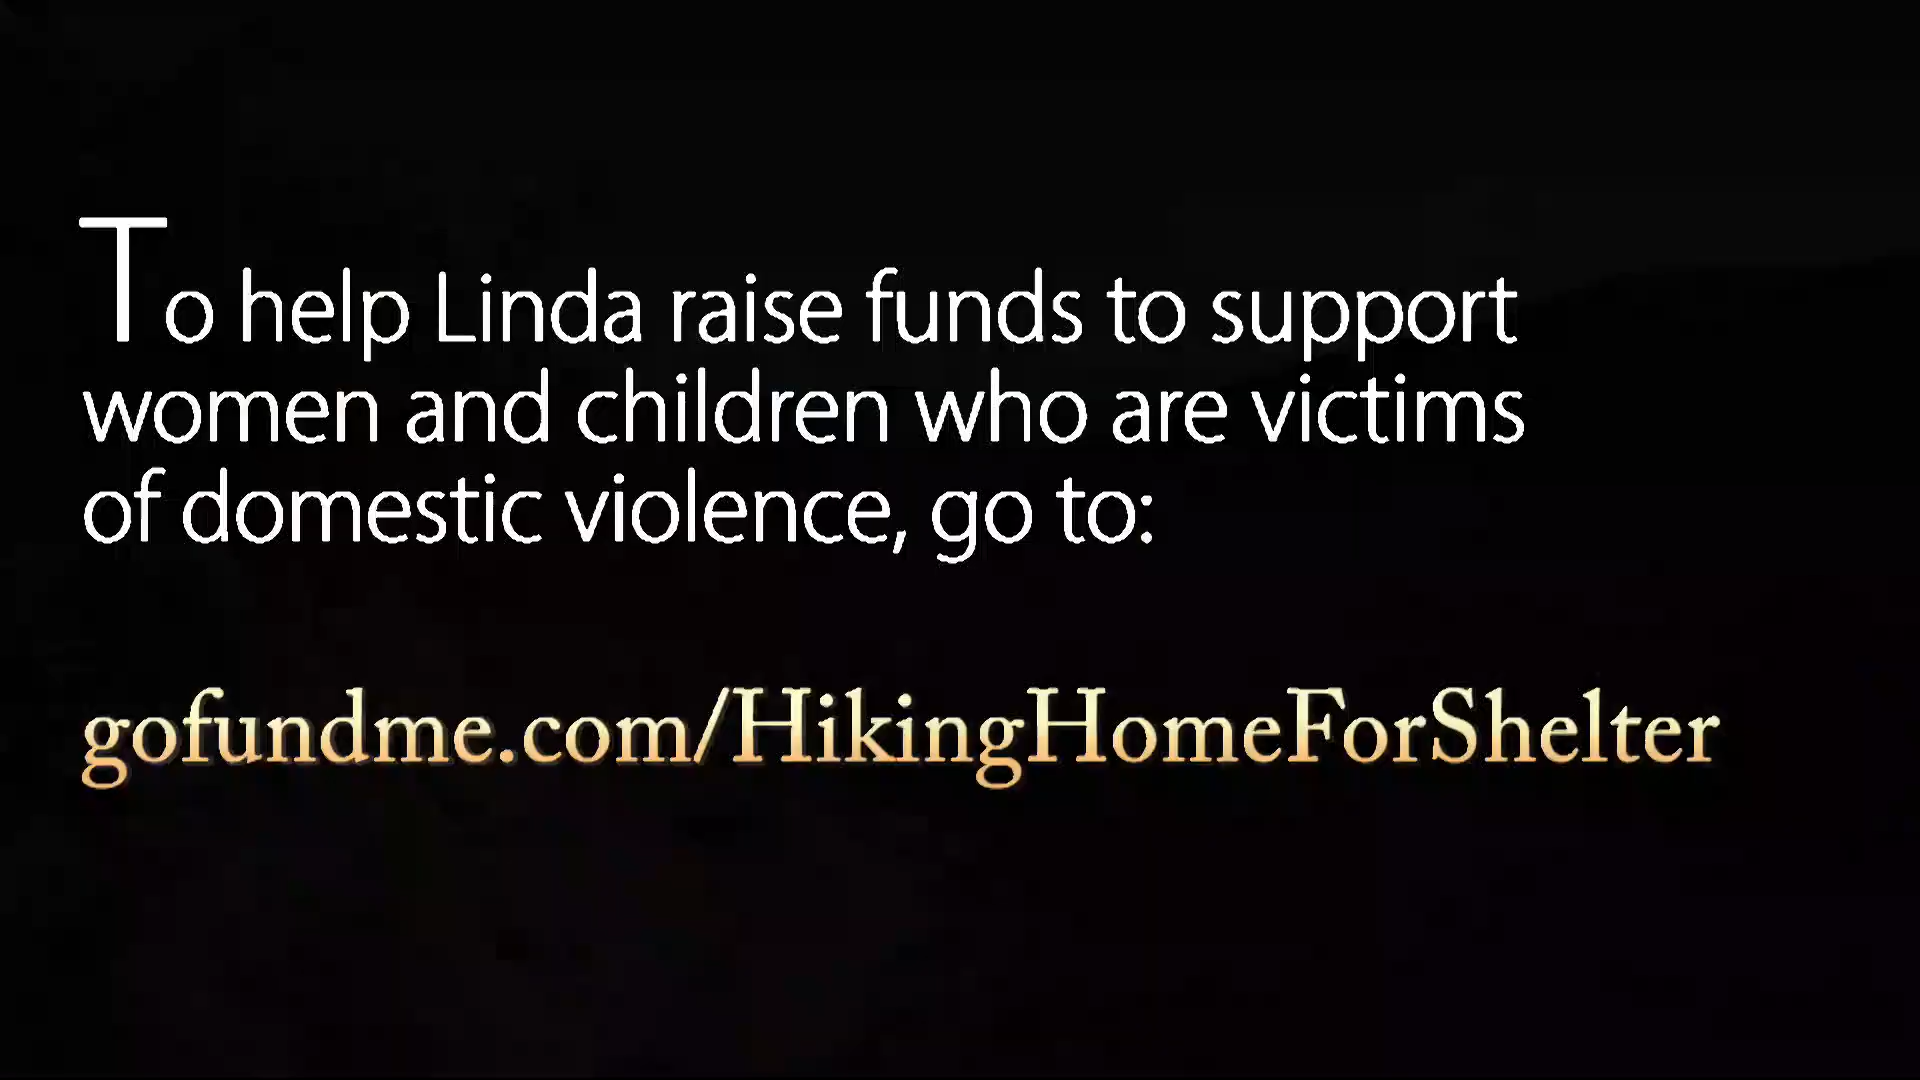 To help Linda raise funds to support
women and children who are victims
of domestic violence, go to:
gofundme.com/HikingHomeForShelter